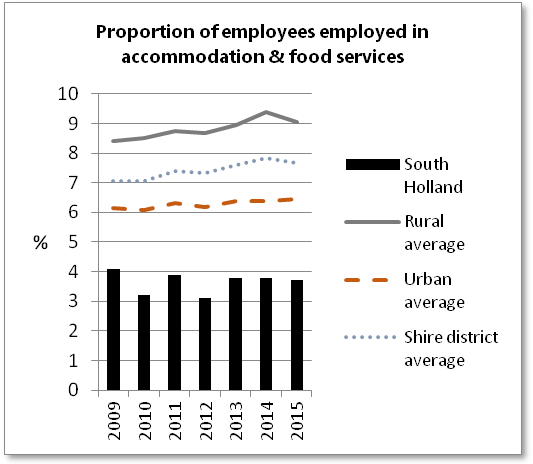 Proportion of employees employed in
accommodation & food services
10
9
8
7
6
5
4
3
2
1
0
%
2009
2010
2011
2012
2013
2014
2015
South
Holland
Rural
average
Urban
average
Shire district
average